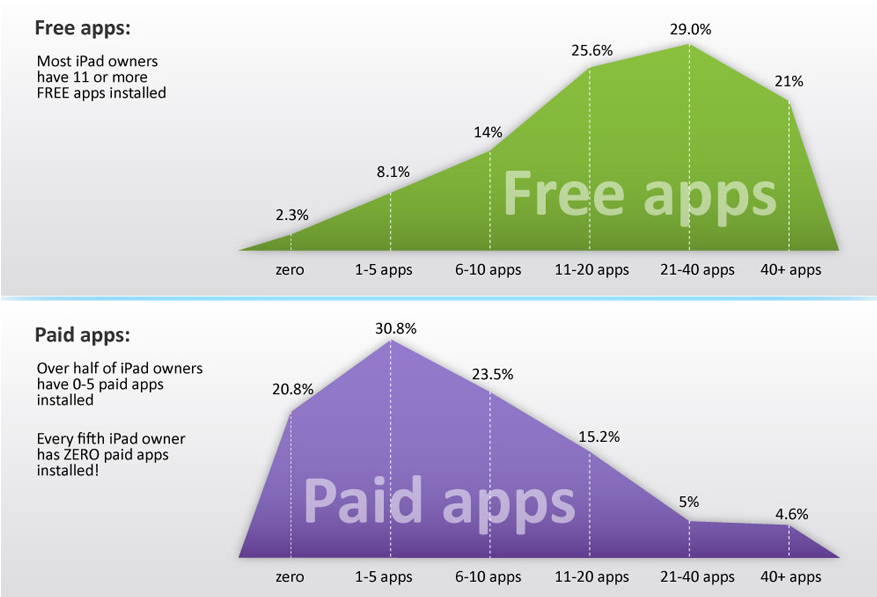 Free apps:
Most iPad owners
have 11 or more
FREE apps installed
2.3%
8.1%
14%
25.6%
29.0%
21%
Free apps
zero
1-5 apps
6-10 apps
11-20 apps
21-40 apps
40+ apps
Paid apps:
Over half of iPad owners
have 0-5 paid apps
installed
Every fifth iPad owner
has ZERO paid apps
installed!
20.8%
30.8%
23.5%
15.2%
5%
4.6%
Paid apps
zero
1-5 apps
6-10 apps
11-20 apps
21-40 apps
40+ apps